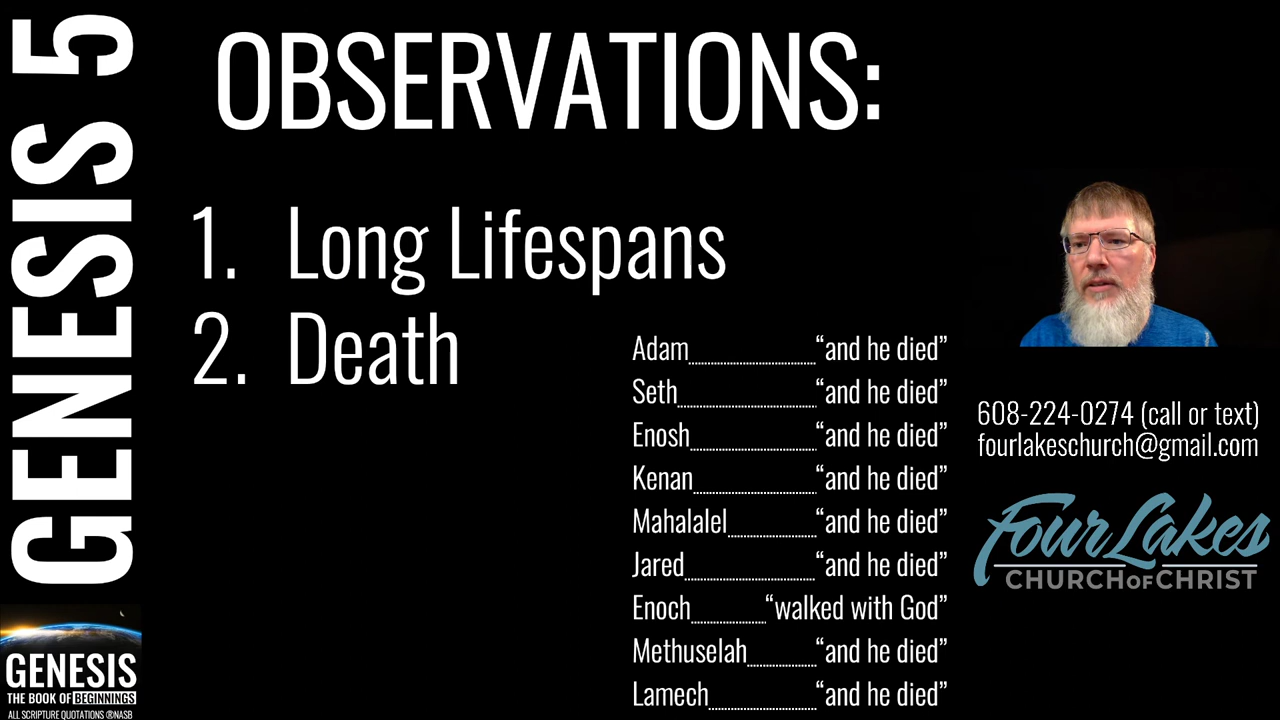 GENESIS 5
OBSERVATIONS:
1. Long Lifespans
2. Death
Adam "and he died"
Seth "and he died"
Enosh "and he died"
Kenan "and he died"
Mahalalel "and he died"
Jared "and he died"
Enoch "walked with God"
Methuselah "and he died"
Lamech "and he died"
608-224-0274 (call or text)
fourlakeschurch@gmail.com
Four Lakes
CHURCH OF CHRIST
GENESIS
THE BOOK OF BEGINNINGS
ALL SCRIPTURE QUOTATIONS ®NASB